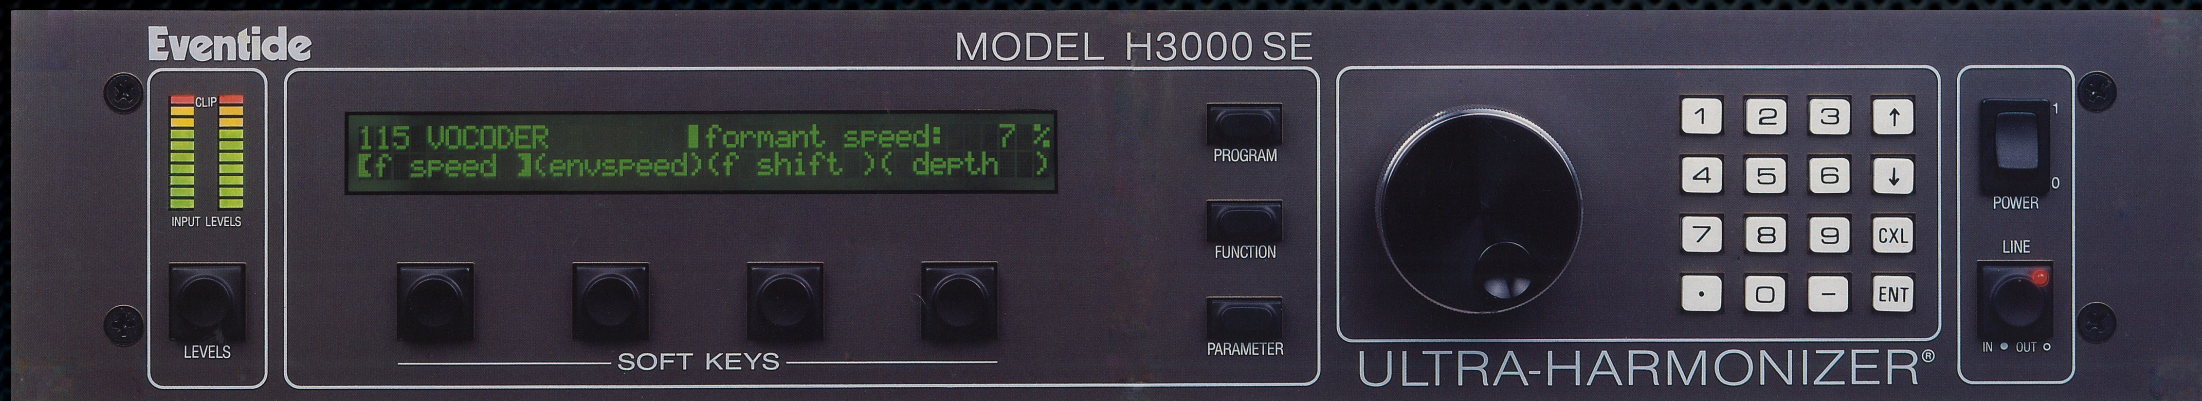 Eventide
MODEL H3000 SE
CLIP
INPUT LEVELS
LEVELS
115 VOCODER formant speed: 7 %
[f speed ](envspeed)(f shift )( depth )
SOFT KEYS
PROGRAM
FUNCTION
PARAMETER
1 2 3 ↑
4 5 6 ↓
7 8 9 CXL
. 0 - ENT
ULTRA-HARMONIZER®
1
0
POWER
LINE
IN OUT